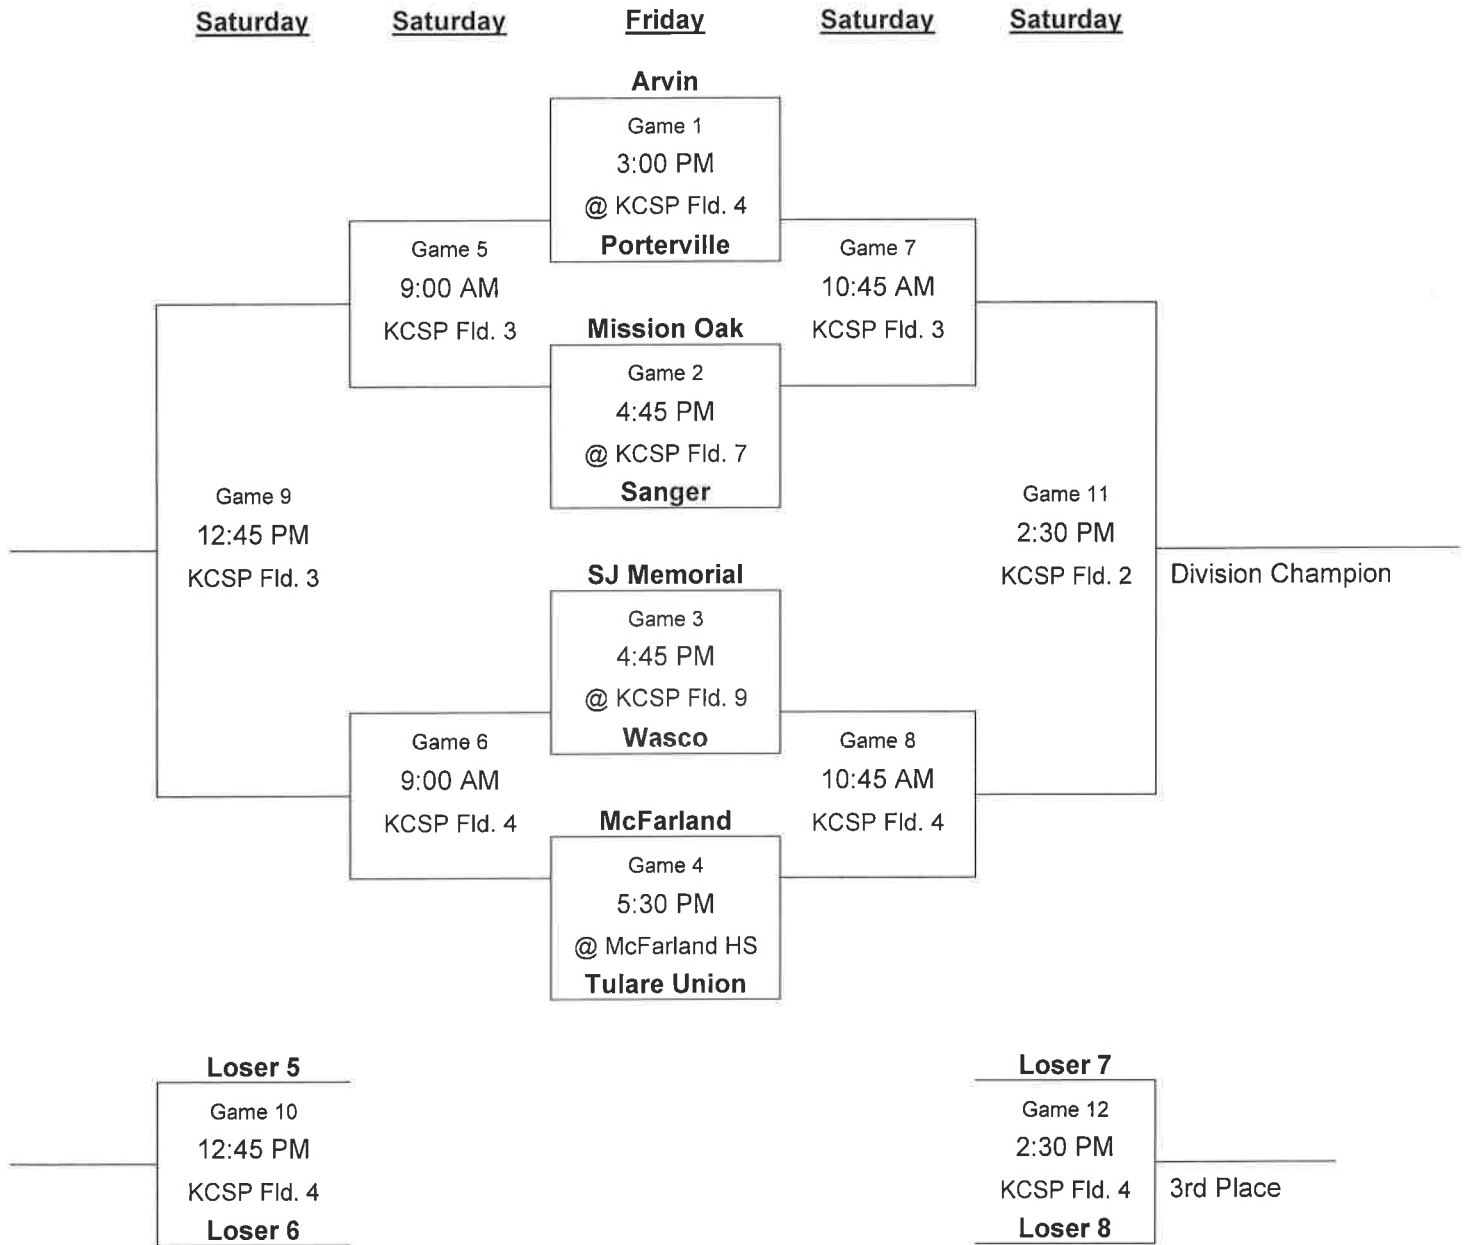 Saturday Saturday Friday Saturday Saturday
Arvin
Game 1
3:00 PM
@ KCSP Fld. 4
Porterville
Game 5
9:00 AM
KCSP Fld. 3
Game 7
10:45 AM
KCSP Fld. 3
Mission Oak
Game 2
4:45 PM
@ KCSP Fld. 7
Sanger
Game 9
12:45 PM
KCSP Fld. 3
Game 11
2:30 PM
KCSP Fld. 2
Division Champion
SJ Memorial
Game 3
4:45 PM
@ KCSP Fld. 9
Wasco
Game 6
9:00 AM
KCSP Fld. 4
Game 8
10:45 AM
KCSP Fld. 4
McFarland
Game 4
5:30 PM
@ McFarland HS
Tulare Union
Loser 5
Game 10
12:45 PM
KCSP Fld. 4
Loser 6
Loser 7
Game 12
2:30 PM
KCSP Fld. 4
3rd Place
Loser 8